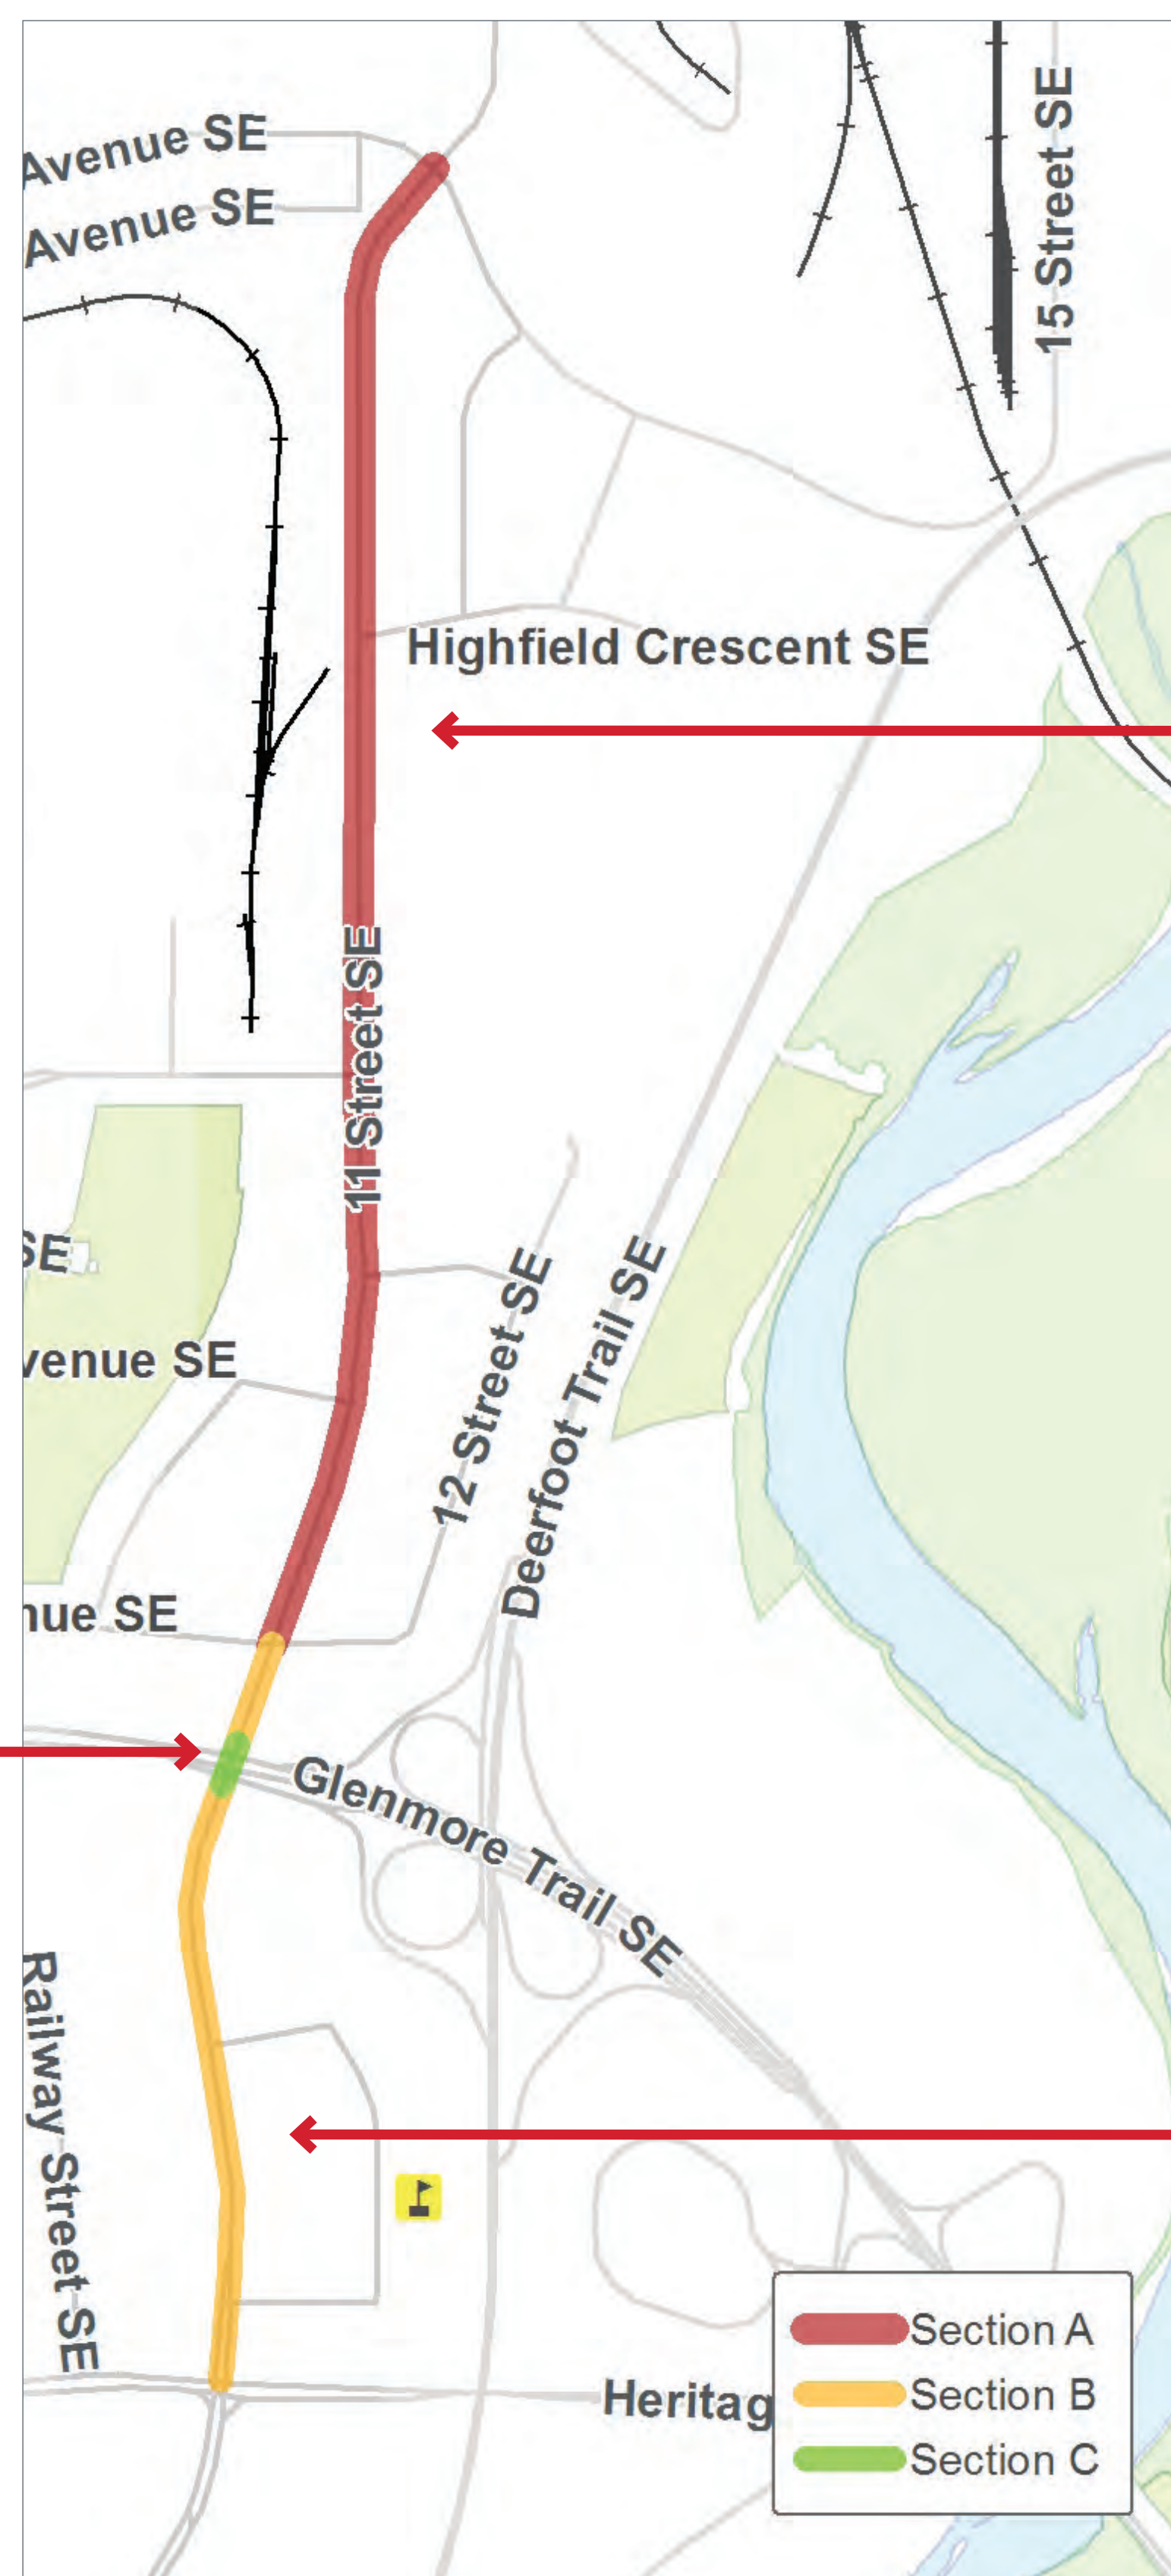 Avenue SE
Avenue SE
15 Street SE
Highfield Crescent SE
11 Street SE
SE
venue SE
12 Street SE
Deerfoot Trail SE
nue SE
Glenmore Trail SE
Railway Street SE
Heritag
Section A
Section B
Section C